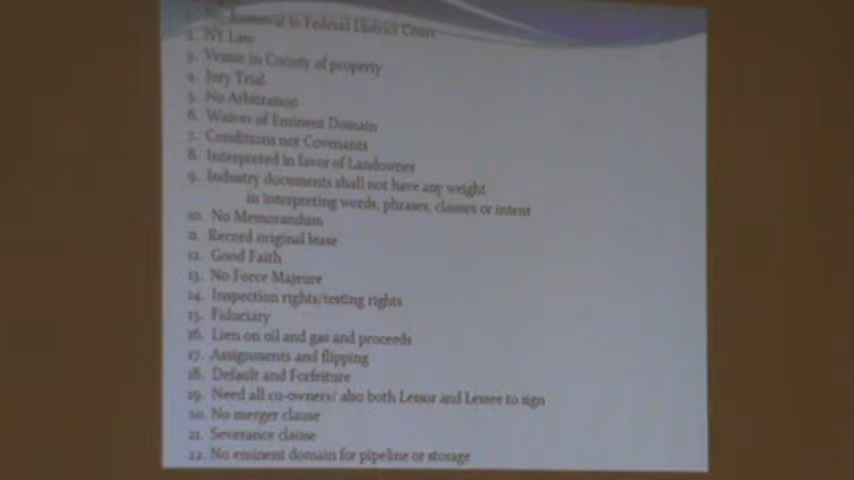 1. No Removal to Federal District Court
2. NY Law
3. Venue in County of property
4. Jury Trial
5. No Arbitration
6. Waiver of Eminent Domain
7. Conditions not Covenants
8. Interpreted in favor of Landowner
9. Industry documents shall not have any weight
in interpreting words, phrases, clauses or intent
10. No Memorandum
11. Record original lease
12. Good Faith
13. No Force Majeure
14. Inspection rights/testing rights
15. Fiduciary
16. Lien on oil and gas and proceeds
17. Assignments and flipping
18. Default and Forfriture
19. Need all co-owners/ also both Lessor and Lessee to sign
20. No merger clause
21. Severance clause
22. No eminent domain for pipeline or storage